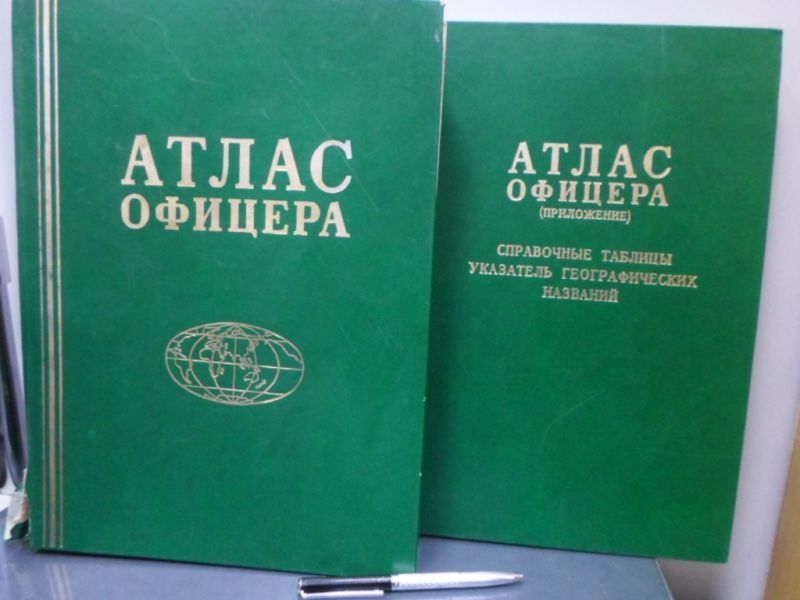 АТЛАС
ОФИЦЕРА
АТЛАС
ОФИЦЕРА
(ПРИЛОЖЕНИЕ)
СПРАВОЧНЫЕ ТАБЛИЦЫ
УКАЗАТЕЛЬ ГЕОГРАФИЧЕСКИХ
НАЗВАНИЙ